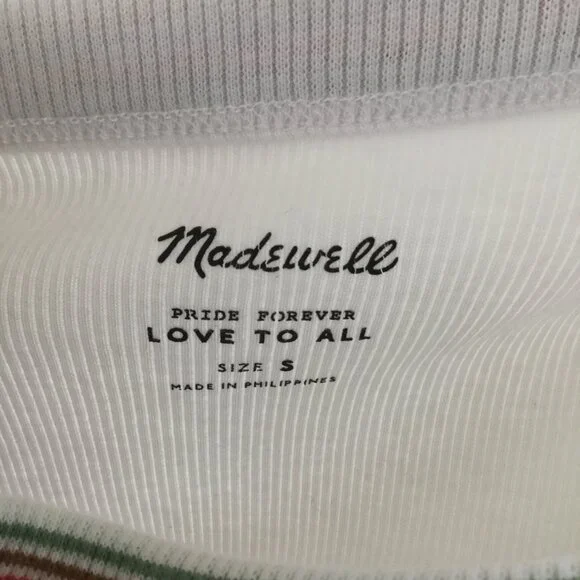 Madewell
PRIDE FOREVER
LOVE TO ALL
SIZE S
MADE IN PHILIPPINES